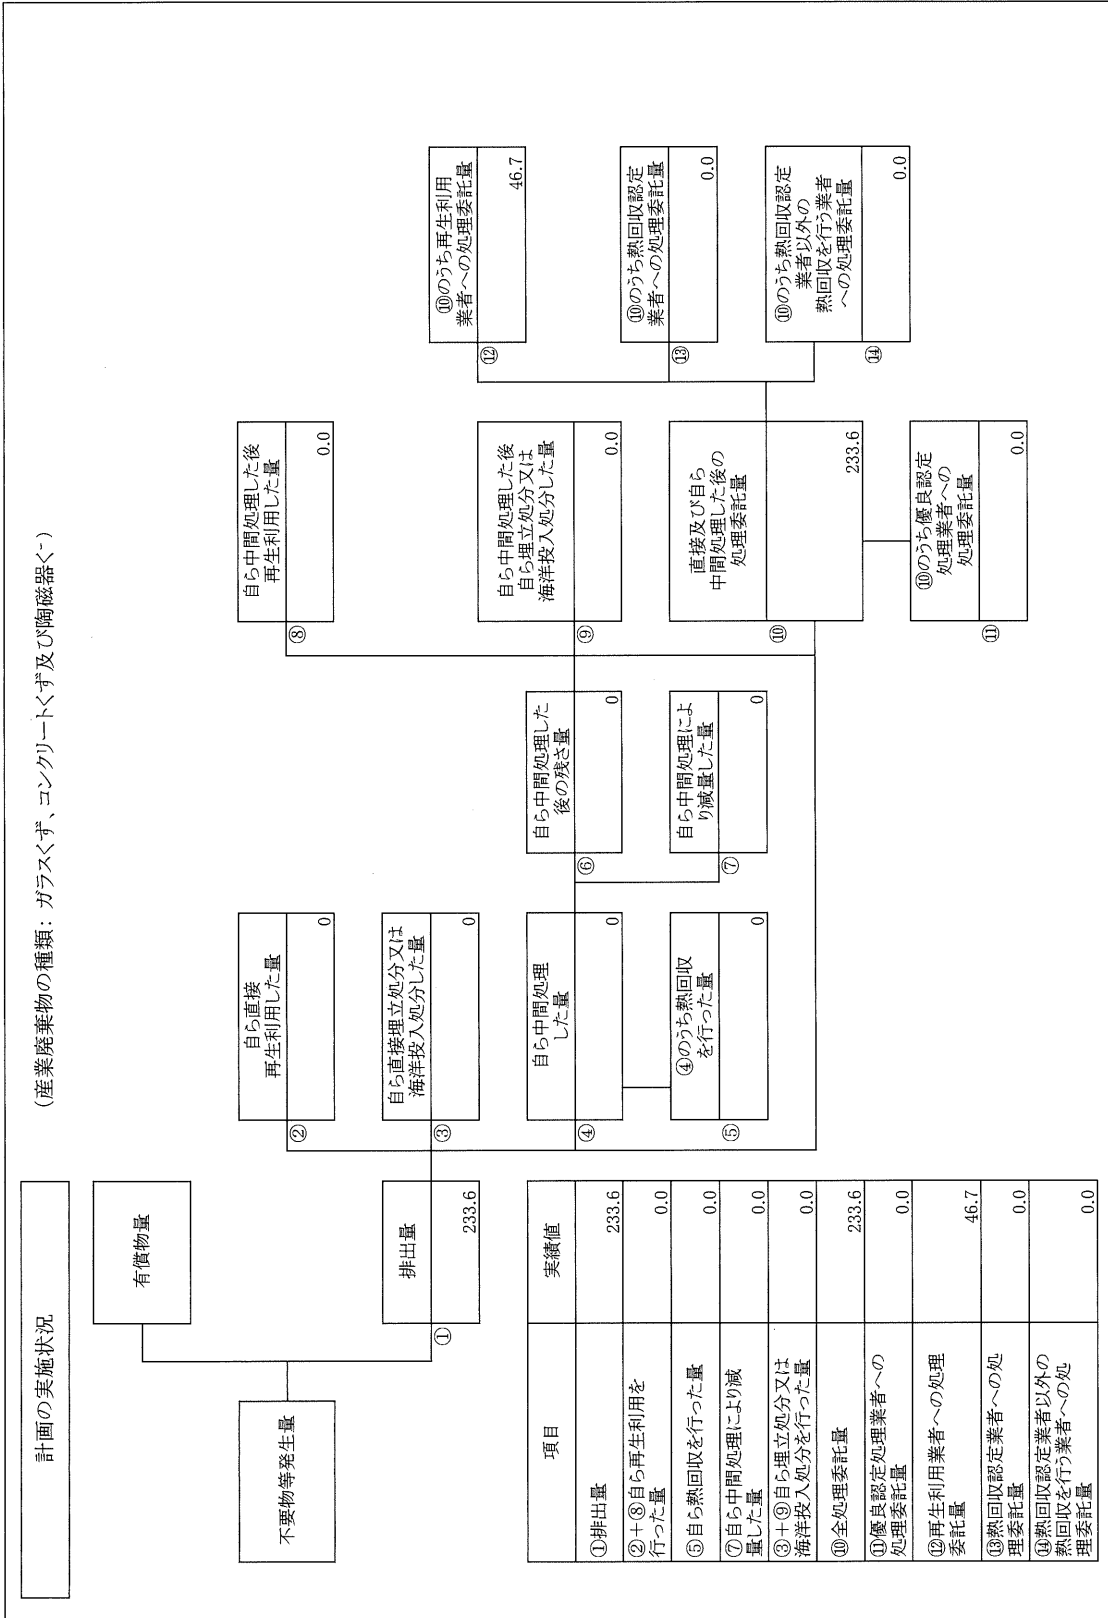 計画の実施状況
(産業廃棄物の種類: ガラスくず、コンクリートくず及び陶磁器く-)
不要物等発生量
有償物量
①
排出量
233.6
②
自ら直接
再生利用した量
0
③
自ら直接埋立処分又は
海洋投入処分した量
0
④
自ら中間処理
した量
0
⑤
④のうち熱回収
を行った量
0
⑥
自ら中間処理した
後の残さ量
0
⑦
自ら中間処理によ
り減量した量
0
⑧
自ら中間処理した後
再生利用した量
0.0
⑨
自ら中間処理した後
自ら埋立処分又は
海洋投入処分した量
0.0
⑩
直接及び自ら
中間処理した後の
処理委託量
233.6
⑪
⑩のうち優良認定
処理業者への
処理委託量
0.0
⑫
⑩のうち再生利用
業者への処理委託量
46.7
⑬
⑩のうち熱回収認定
業者への処理委託量
0.0
⑭
⑩のうち熱回収認定
業者以外の
熱回収を行う業者
への処理委託量
0.0
項目 実績値
①排出量 233.6
②+⑧自ら再生利用を
行った量 0.0
⑤自ら熱回収を行った量 0.0
⑦自ら中間処理により減
量した量 0.0
③+⑨自ら埋立処分又は
海洋投入処分を行った量 0.0
⑩全処理委託量 233.6
⑪優良認定処理業者への
処理委託量 0.0
⑫再生利用業者への処理
委託量 46.7
⑬熱回収認定業者への処
理委託量 0.0
⑭熱回収認定業者以外の
熱回収を行う業者への処
理委託量 0.0